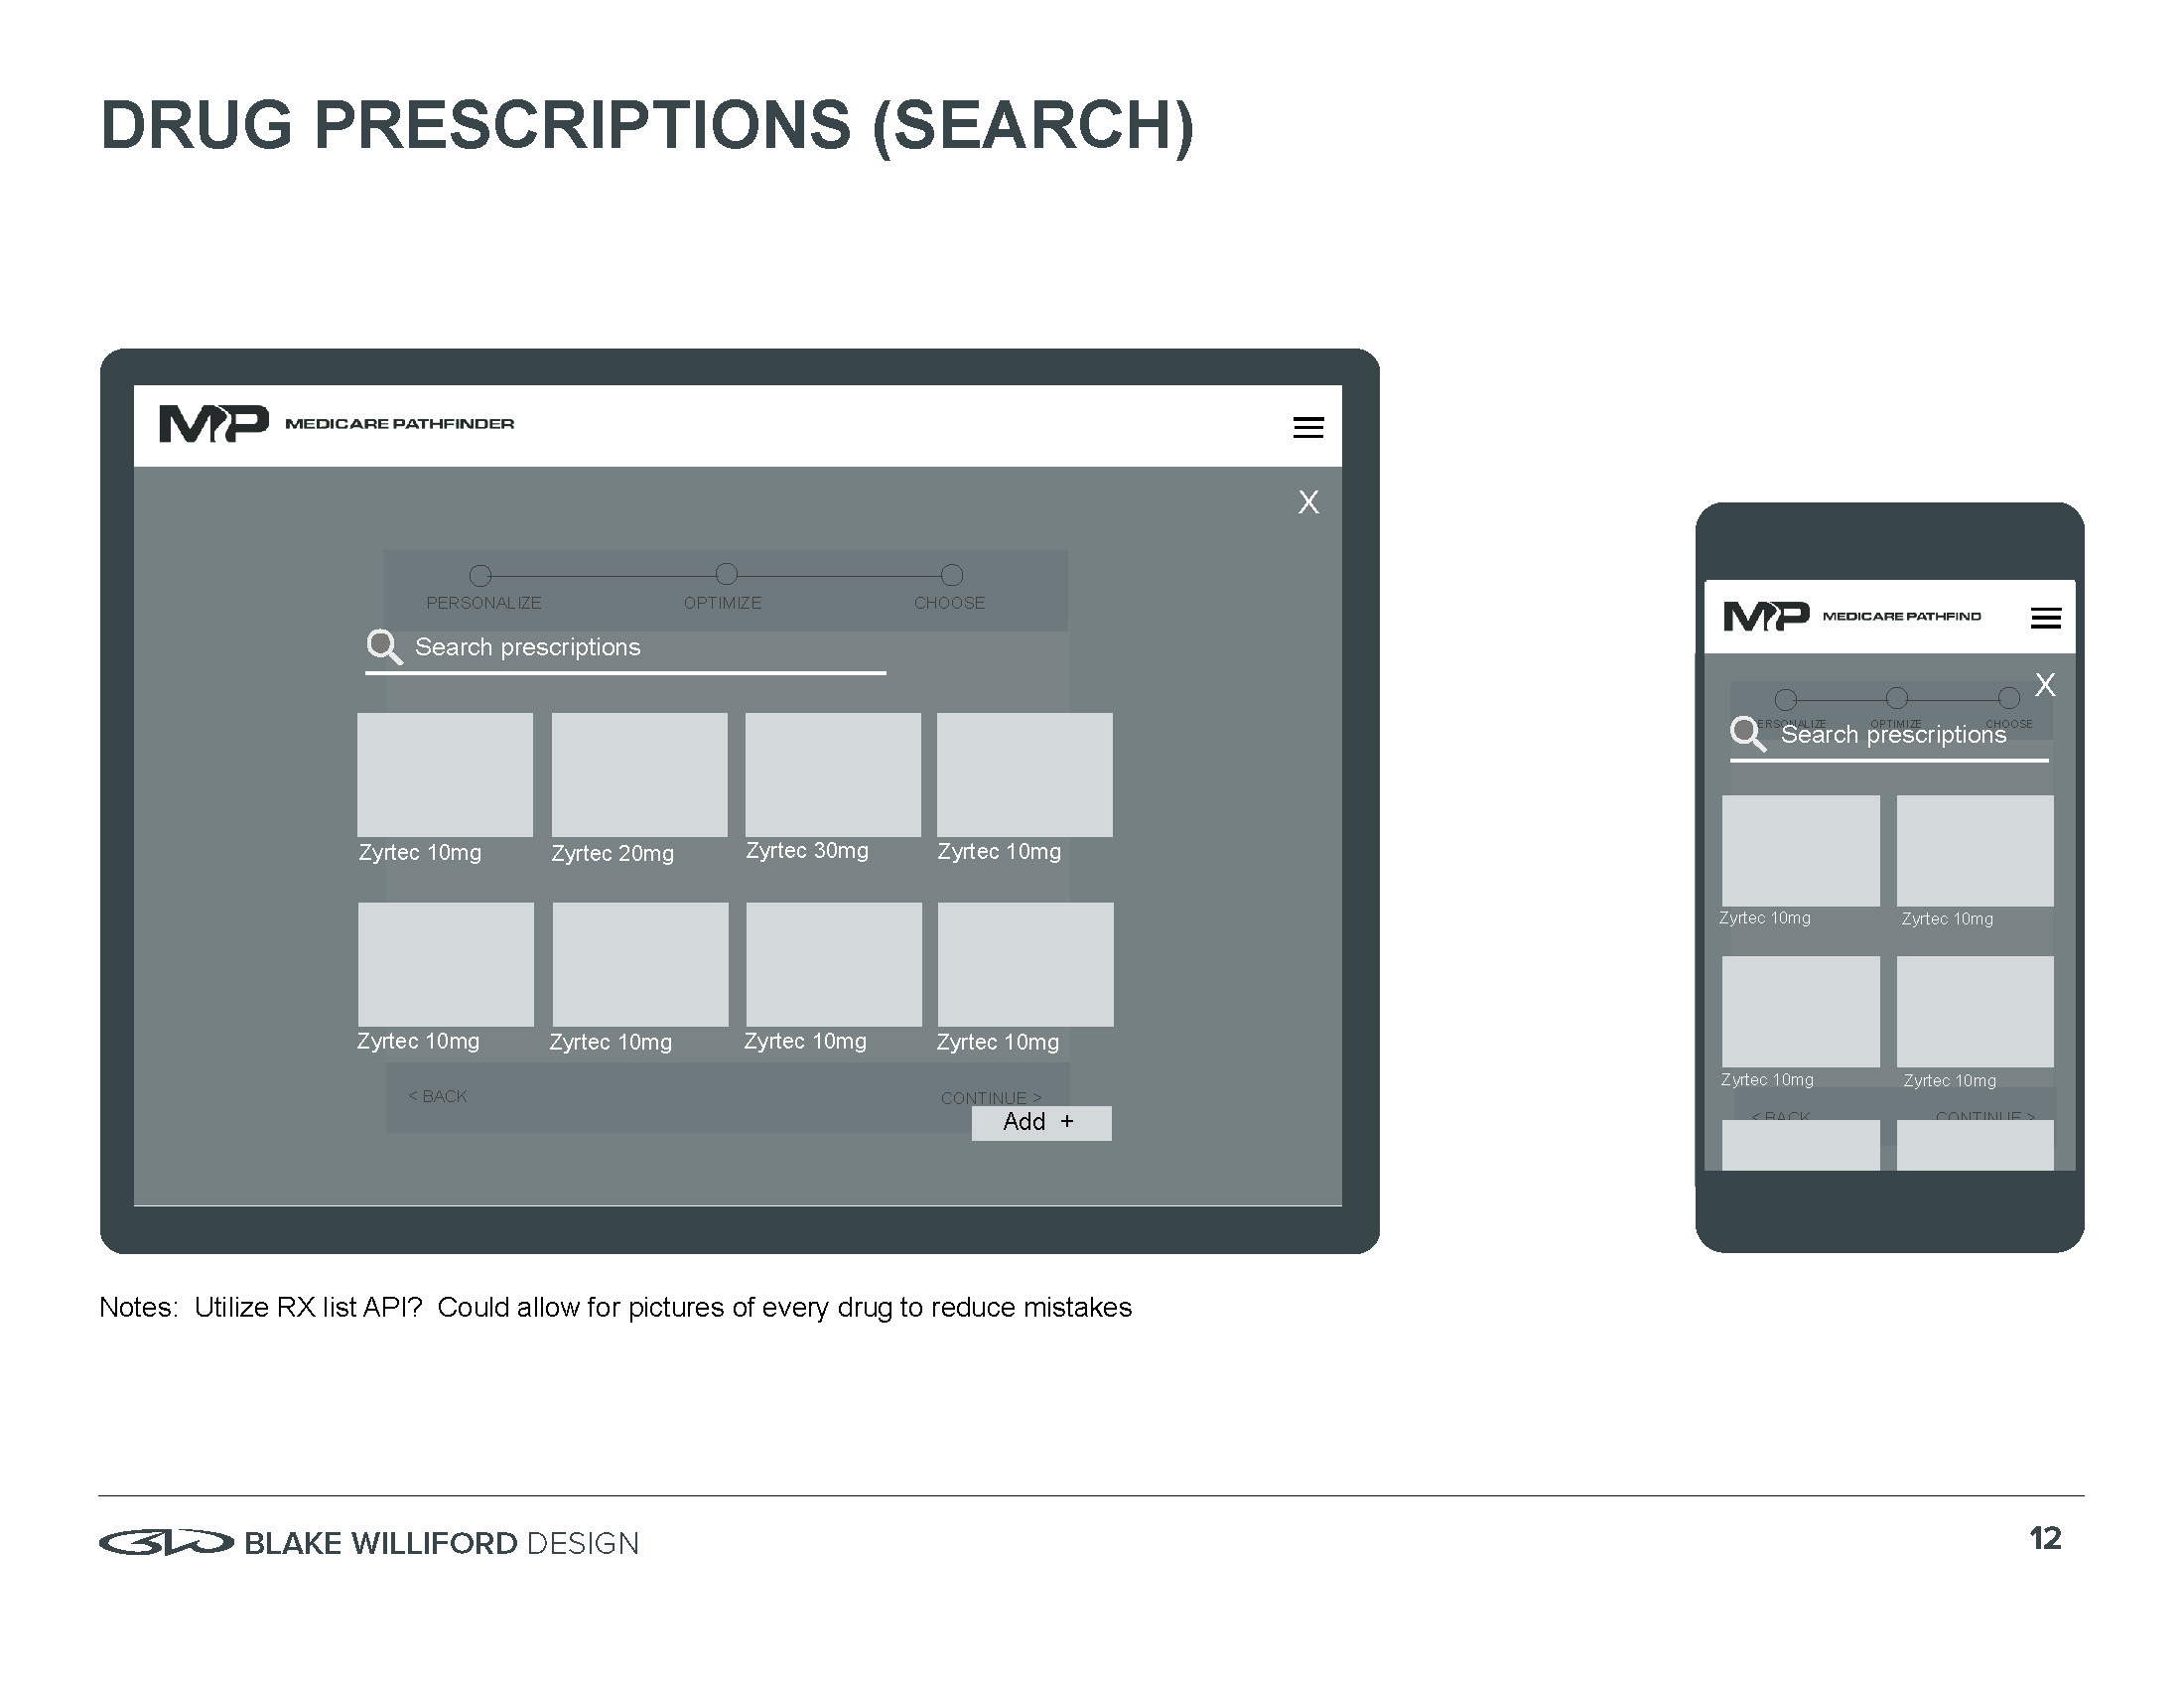 DRUG PRESCRIPTIONS (SEARCH)
MP MEDICARE PATHFINDER
X
PERSONALIZE OPTIMIZE CHOOSE
Search prescriptions
Zyrtec 10mg Zyrtec 20mg Zyrtec 30mg Zyrtec 10mg
Zyrtec 10mg Zyrtec 10mg Zyrtec 10mg Zyrtec 10mg
< BACK CONTINUE >
Add +
MP MEDICARE PATHFIND
X
ERSONALIZE OPTIMIZE CHOOSE
Search prescriptions
Zyrtec 10mg Zyrtec 10mg
Zyrtec 10mg Zyrtec 10mg
< BACK CONTINUE >
Notes: Utilize RX list API? Could allow for pictures of every drug to reduce mistakes
BW BLAKE WILLIFORD DESIGN
12